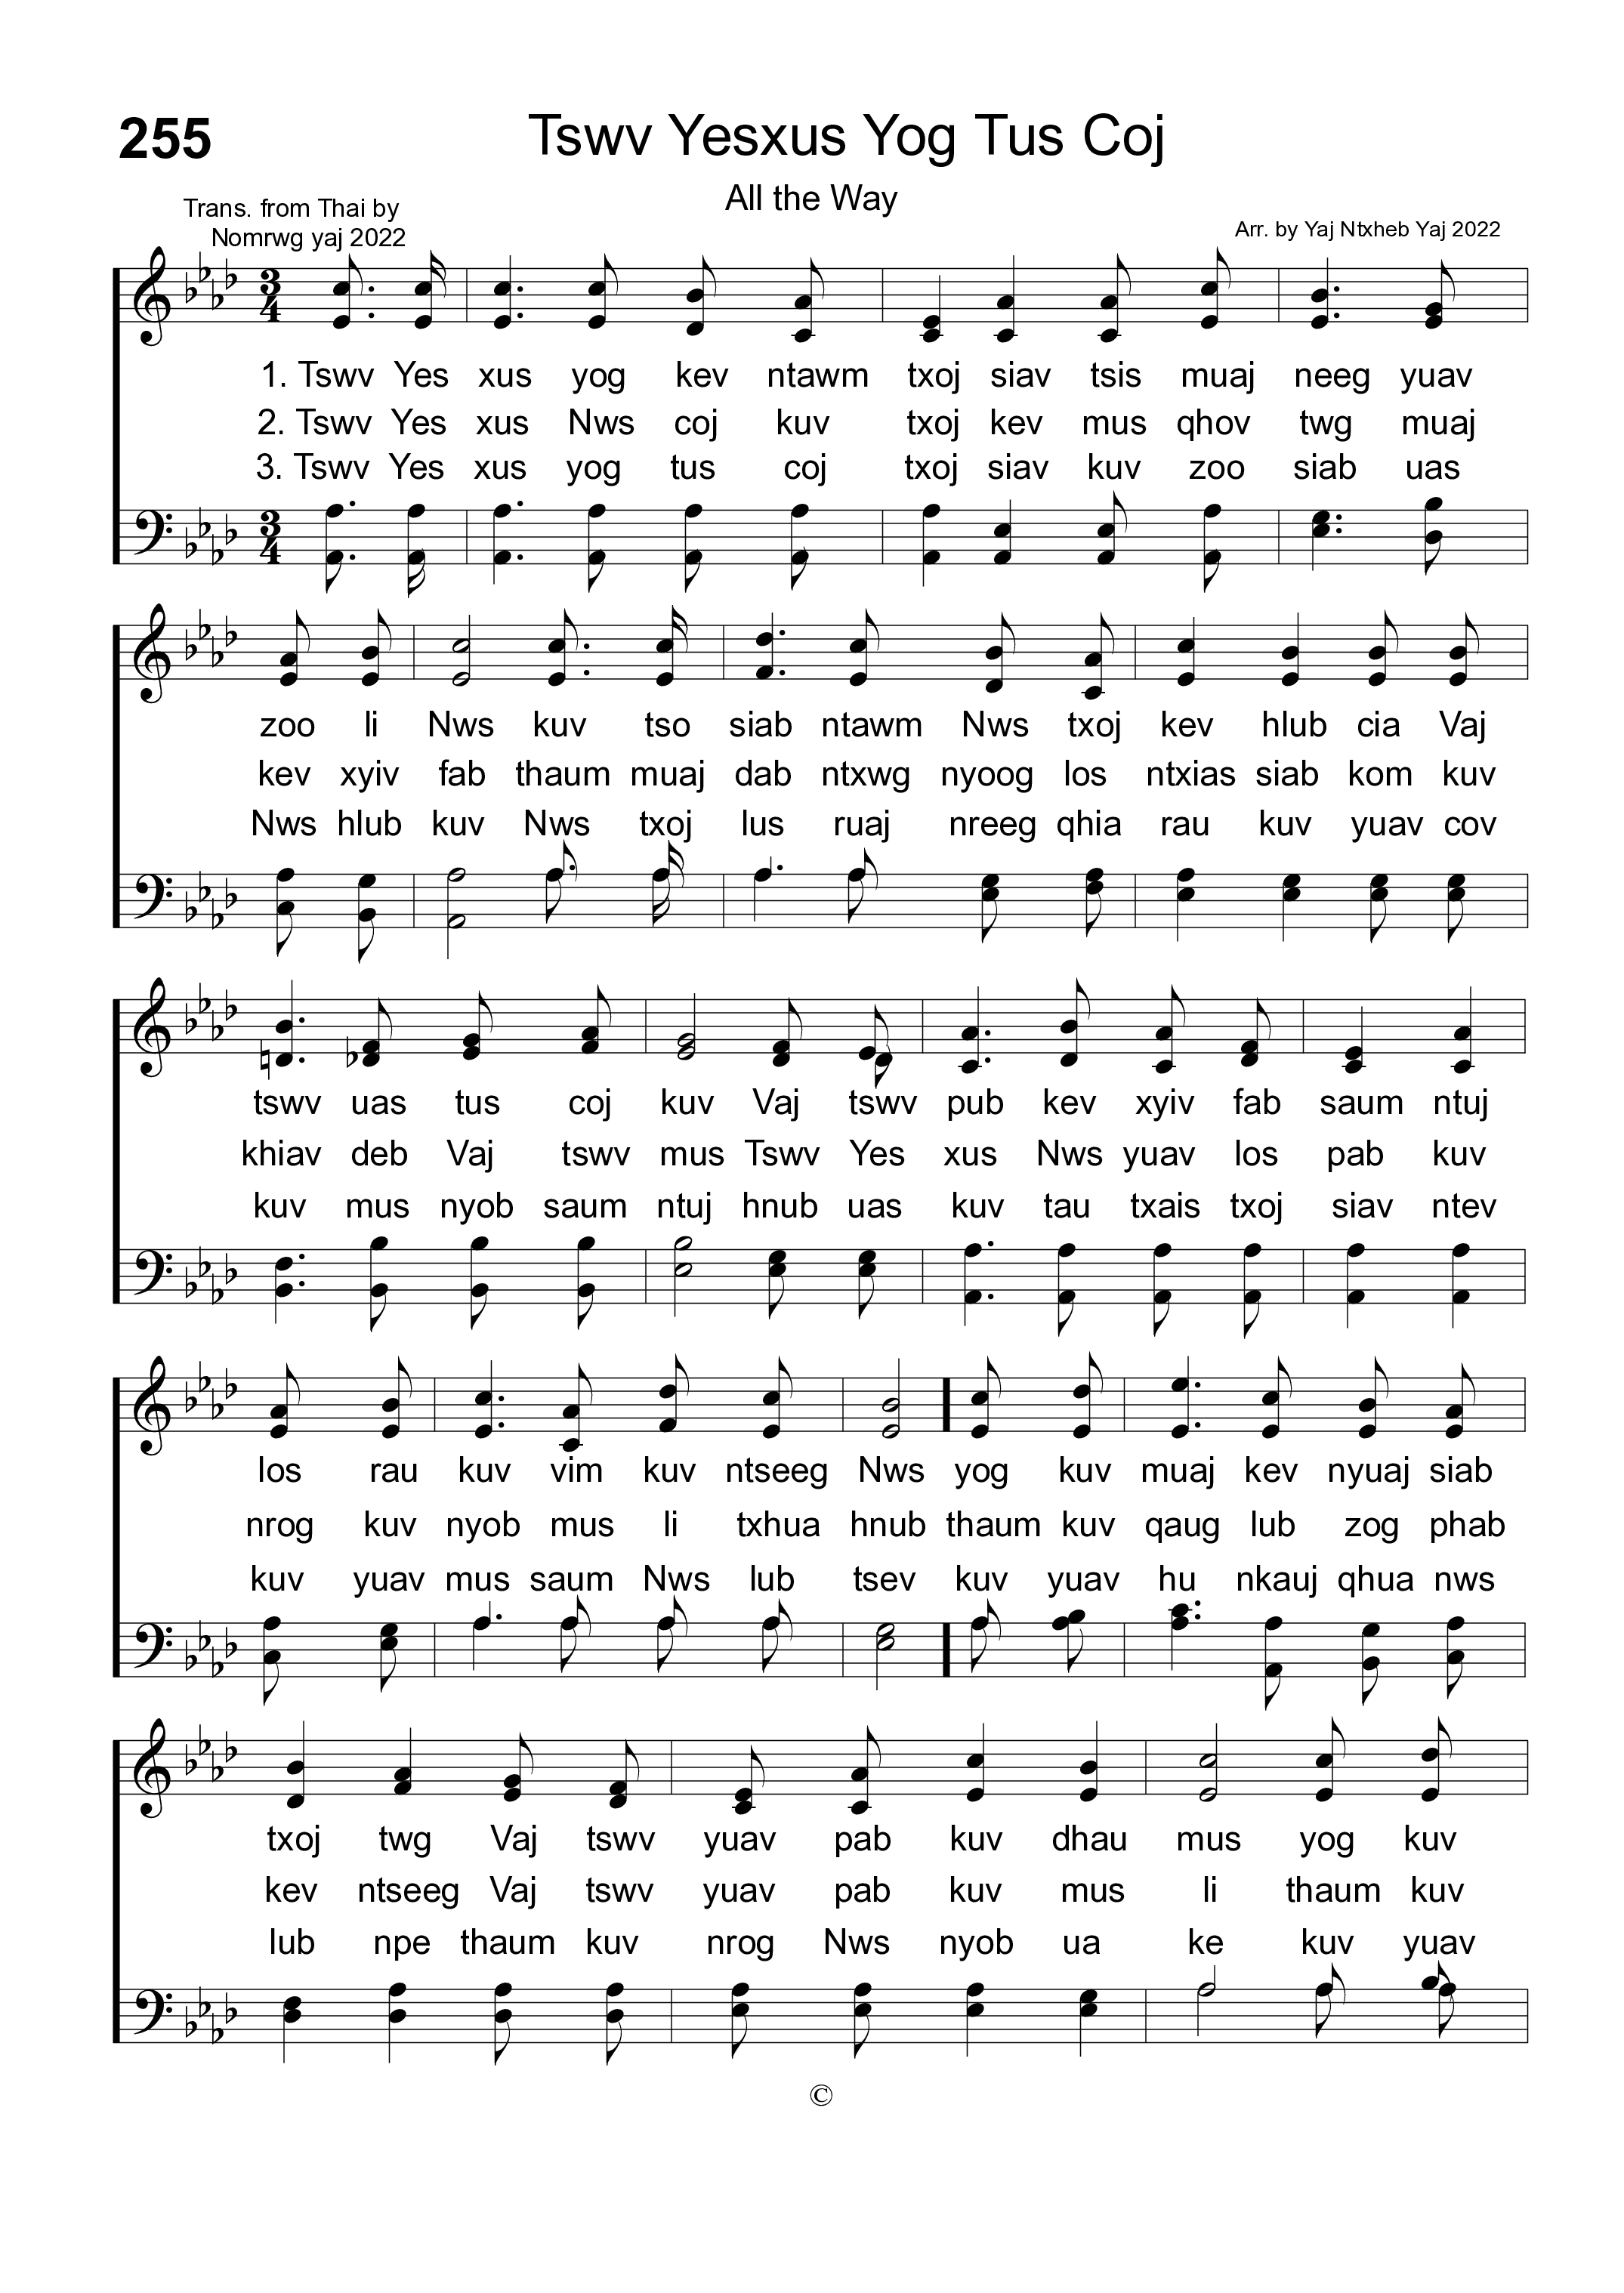 255
Tswv Yesxus Yog Tus Coj
All the Way
Trans. from Thai by
Nomrwg yaj 2022
Arr. by Yaj Ntxheb Yaj 2022
1. Tswv Yes xus yog kev ntawm txoj siav tsis muaj neeg yuav
2. Tswv Yes xus Nws coj kuv txoj kev mus qhov twg muaj
3. Tswv Yes xus yog tus coj txoj siav kuv zoo siab uas
zoo li Nws kuv tso siab ntawm Nws txoj kev hlub cia Vaj
kev xyiv fab thaum muaj dab ntxwg nyoog los ntxias siab kom kuv
Nws hlub kuv Nws txoj lus ruaj nreeg qhia rau kuv yuav cov
tswv uas tus coj kuv Vaj tswv pub kev xyiv fab saum ntuj
khiav deb Vaj tswv mus Tswv Yes xus Nws yuav los pab kuv
kuv mus nyob saum ntuj hnub uas kuv tau txais txoj siav ntev
los rau kuv vim kuv ntseeg Nws yog kuv muaj kev nyuaj siab
nrog kuv nyob mus li txhua hnub thaum kuv qaug lub zog phab
kuv yuav mus saum Nws lub tsev kuv yuav hu nkauj qhua nws
txoj twg Vaj tswv yuav pab kuv dhau mus yog kuv
kev ntseeg Vaj tswv yuav pab kuv mus li thaum kuv
lub npe thaum kuv nrog Nws nyob ua ke kuv yuav
©